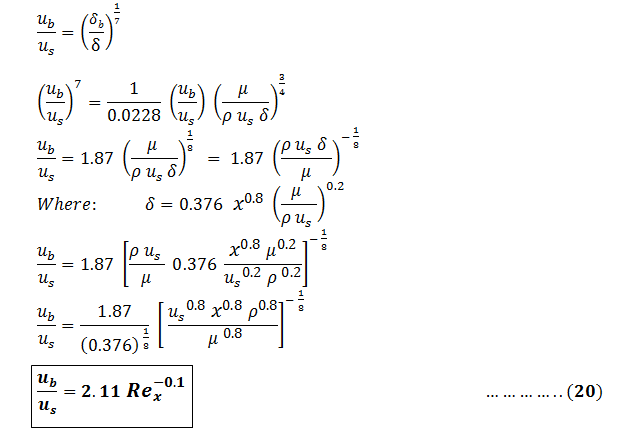 u_b/u_s = (δ_b/δ)^(1/7)
(u_b/u_s)^7 = 1/0.0228 (u_b/u_s) (μ/(ρ u_s δ))^(3/4)
u_b/u_s = 1.87 (μ/(ρ u_s δ))^(1/8) = 1.87 (ρ u_s δ/μ)^(-1/8)
Where: δ = 0.376 x^0.8 (μ/(ρ u_s))^0.2
u_b/u_s = 1.87 [ρ u_s/μ 0.376 x^0.8 μ^0.2/(u_s^0.2 ρ^0.2)]^(-1/8)
u_b/u_s = 1.87/(0.376)^(1/8) [u_s^0.8 x^0.8 ρ^0.8/μ^0.8]^(-1/8)
u_b/u_s = 2.11 Re_x^(-0.1) … … … … . . (20)